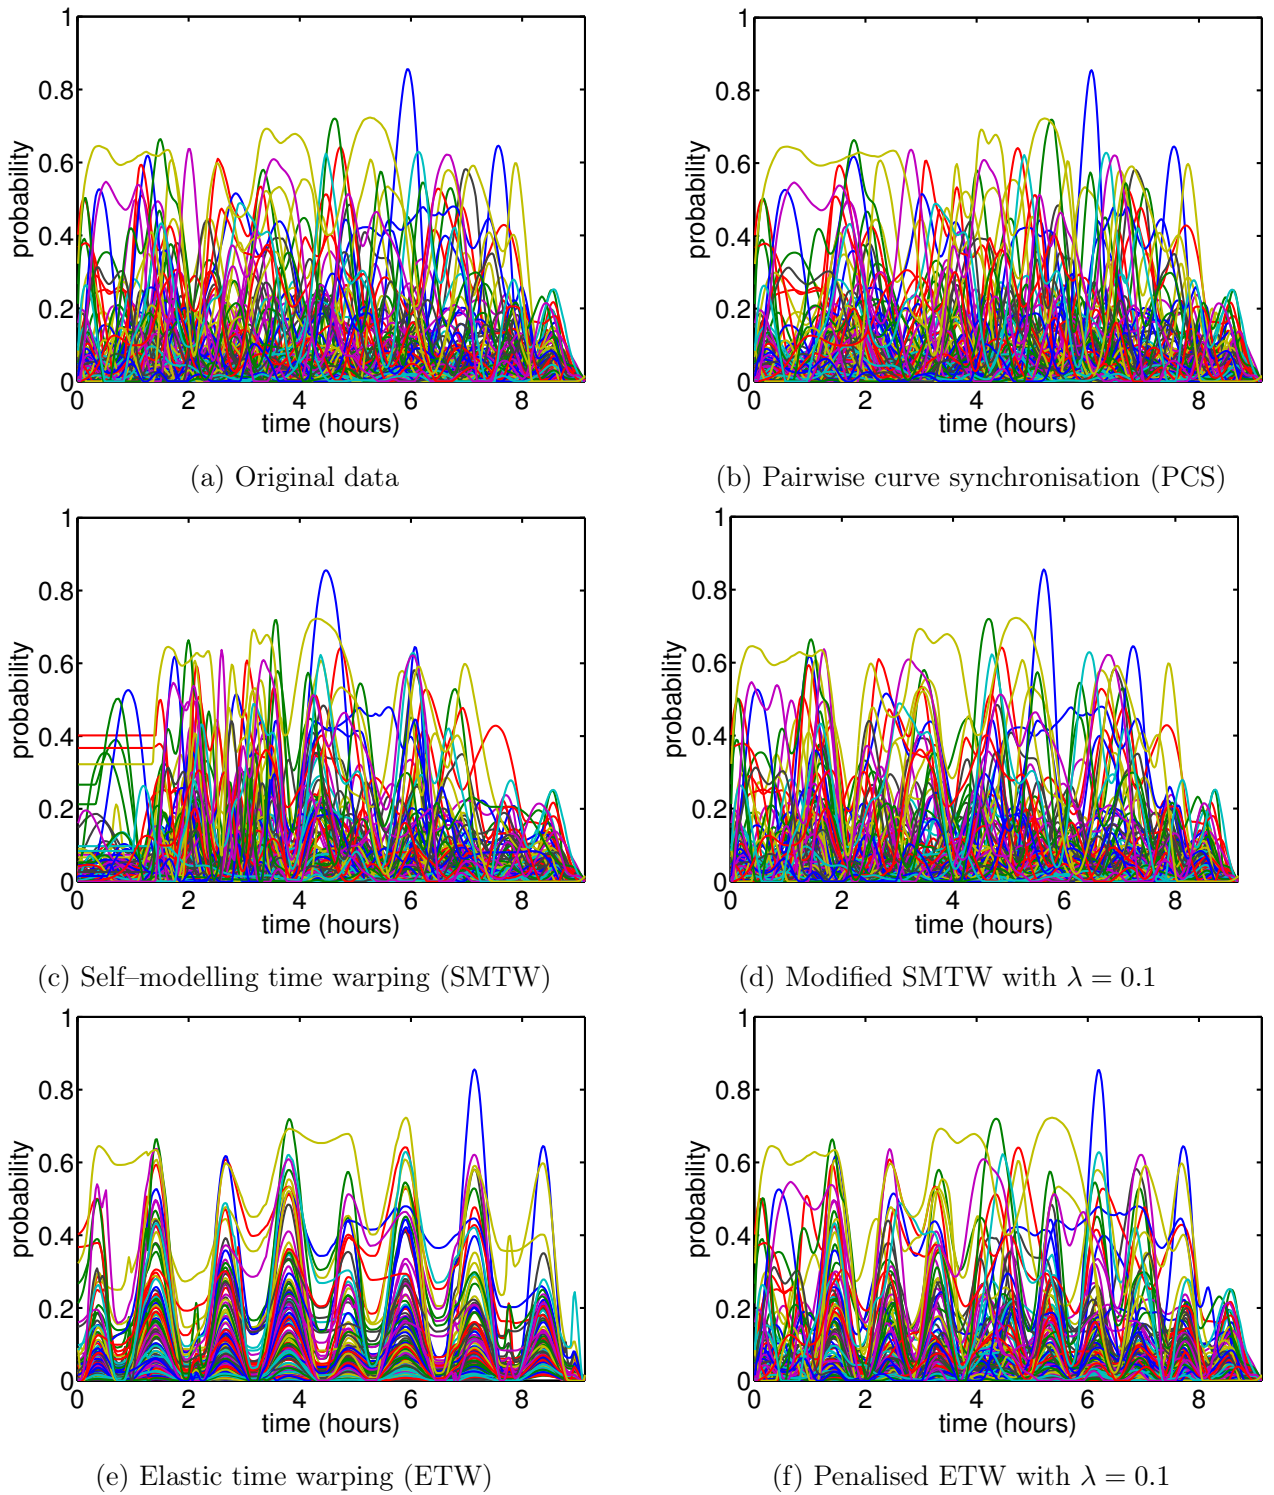 1
0.8
0.6
0.4
0.2
0
probability
0 2 4 6 8
time (hours)
(a) Original data
1
0.8
0.6
0.4
0.2
0
probability
0 2 4 6 8
time (hours)
(b) Pairwise curve synchronisation (PCS)
1
0.8
0.6
0.4
0.2
0
probability
0 2 4 6 8
time (hours)
(c) Self–modelling time warping (SMTW)
1
0.8
0.6
0.4
0.2
0
probability
0 2 4 6 8
time (hours)
(d) Modified SMTW with λ = 0.1
1
0.8
0.6
0.4
0.2
0
probability
0 2 4 6 8
time (hours)
(e) Elastic time warping (ETW)
1
0.8
0.6
0.4
0.2
0
probability
0 2 4 6 8
time (hours)
(f) Penalised ETW with λ = 0.1